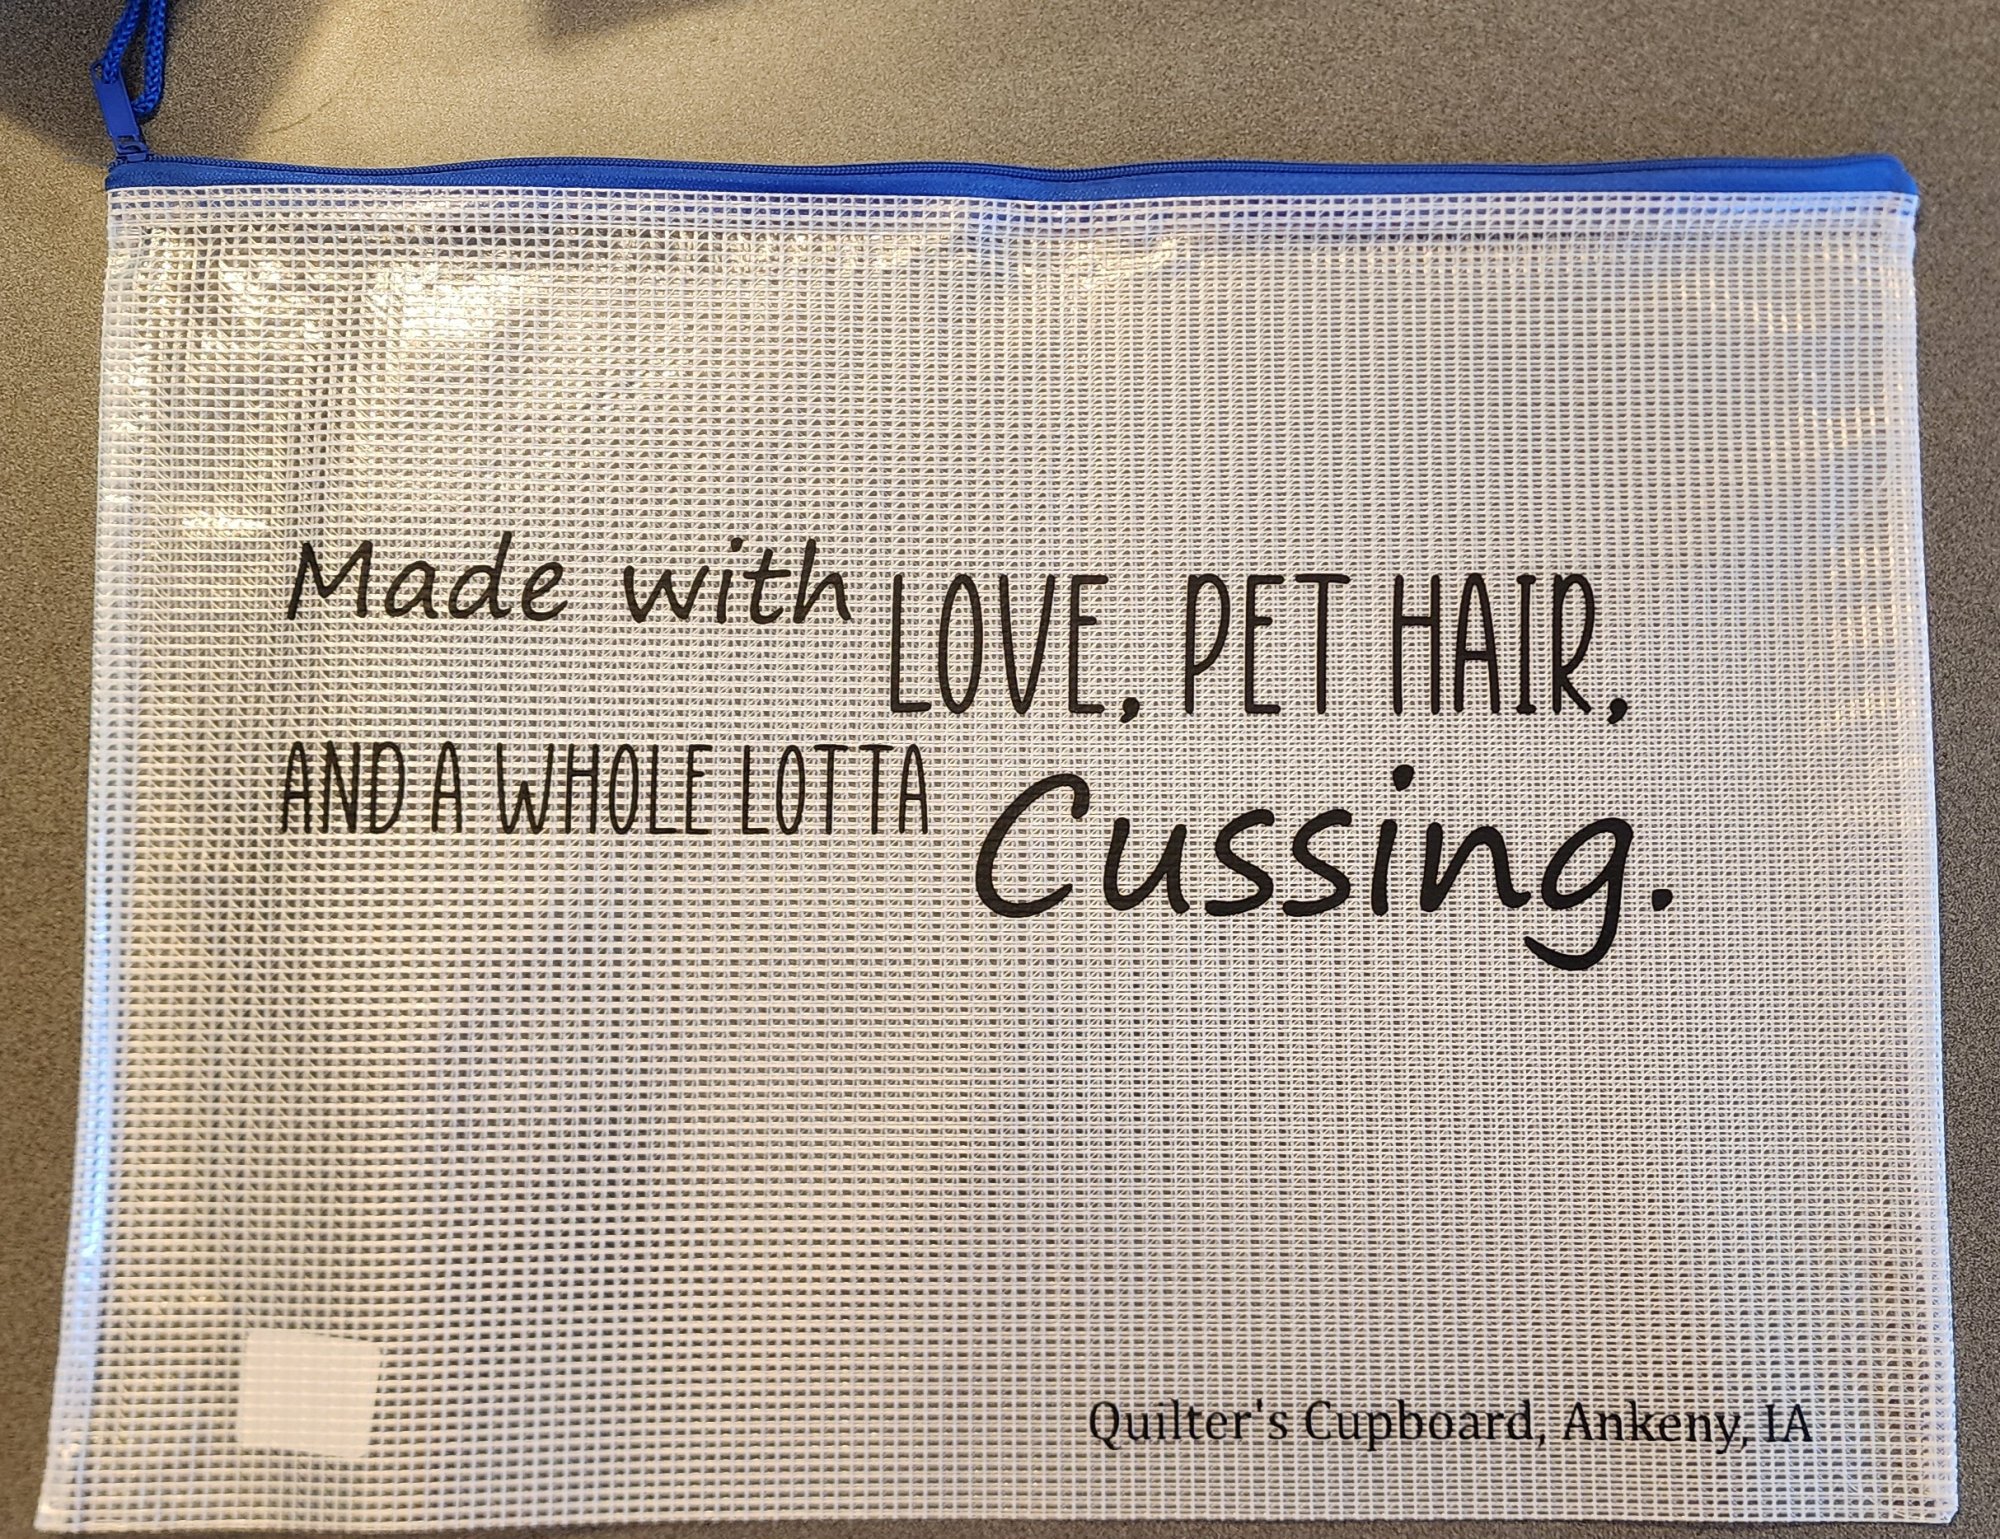 Made with LOVE, PET HAIR,
AND A WHOLE LOTTA Cussing.
Quilter's Cupboard, Ankeny, IA